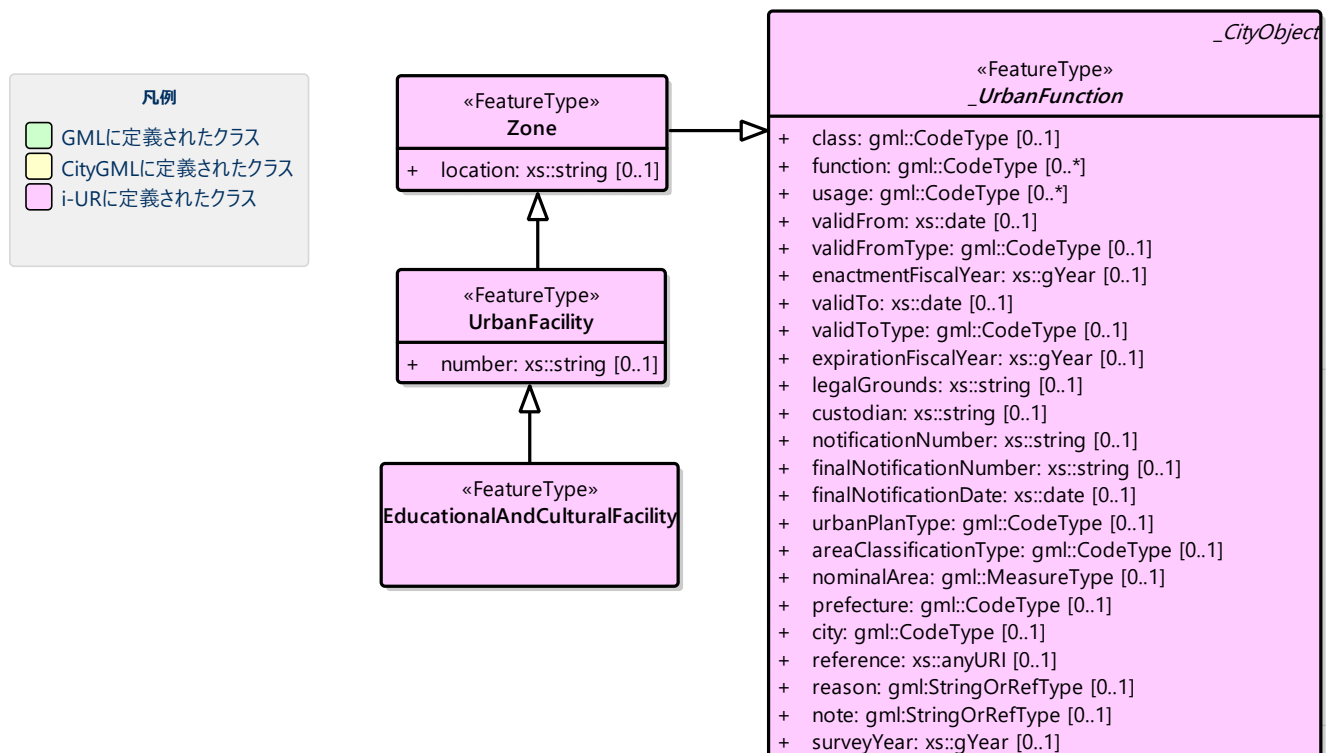 凡例
GMLに定義されたクラス
CityGMLに定義されたクラス
i-URに定義されたクラス
«FeatureType»
Zone
+ location: xs::string [0..1]
«FeatureType»
UrbanFacility
+ number: xs::string [0..1]
«FeatureType»
EducationalAndCulturalFacility
_CityObject
«FeatureType»
_UrbanFunction
+ class: gml::CodeType [0..1]
+ function: gml::CodeType [0..*]
+ usage: gml::CodeType [0..*]
+ validFrom: xs::date [0..1]
+ validFromType: gml::CodeType [0..1]
+ enactmentFiscalYear: xs::gYear [0..1]
+ validTo: xs::date [0..1]
+ validToType: gml::CodeType [0..1]
+ expirationFiscalYear: xs::gYear [0..1]
+ legalGrounds: xs::string [0..1]
+ custodian: xs::string [0..1]
+ notificationNumber: xs::string [0..1]
+ finalNotificationNumber: xs::string [0..1]
+ finalNotificationDate: xs::date [0..1]
+ urbanPlanType: gml::CodeType [0..1]
+ areaClassificationType: gml::CodeType [0..1]
+ nominalArea: gml::MeasureType [0..1]
+ prefecture: gml::CodeType [0..1]
+ city: gml::CodeType [0..1]
+ reference: xs::anyURI [0..1]
+ reason: gml:StringOrRefType [0..1]
+ note: gml:StringOrRefType [0..1]
+ surveyYear: xs::gYear [0..1]